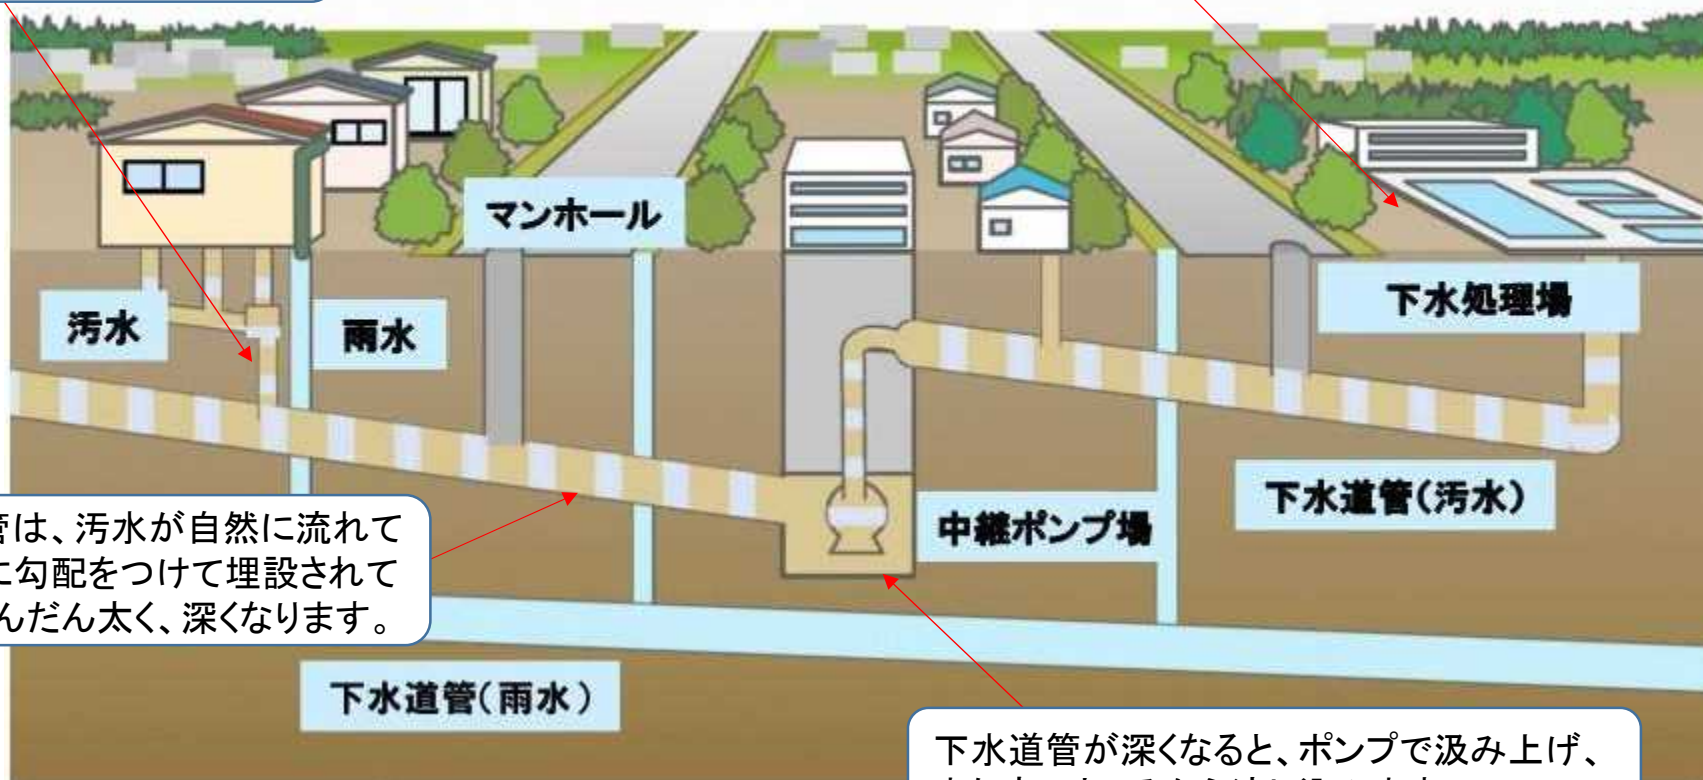 マンホール
汚水
雨水
下水処理場
管は、汚水が自然に流れて
に勾配をつけて埋設されて
んだん太く、深くなります。
中継ポンプ場
下水道管(汚水)
下水道管(雨水)
下水道管が深くなると、ポンプで汲み上げ、